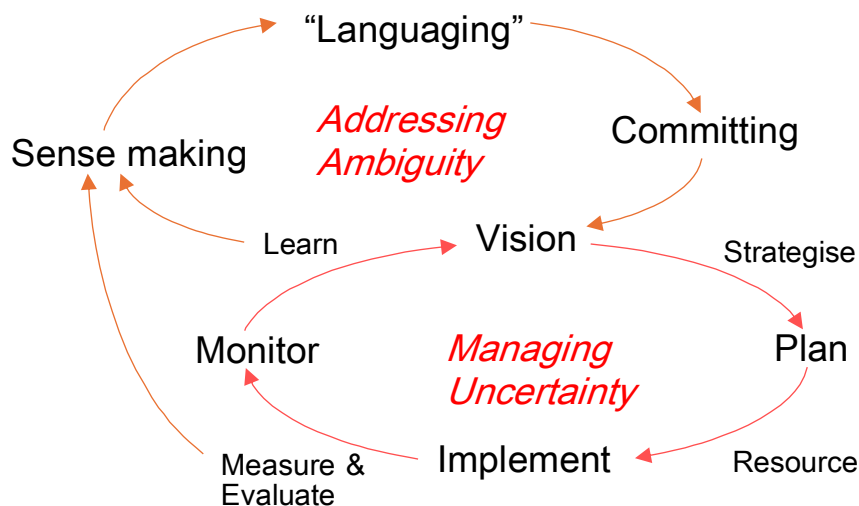 “Languaging”
Addressing
Ambiguity
Committing
Sense making
Learn
Vision
Strategise
Monitor
Managing
Uncertainty
Plan
Measure &
Evaluate
Implement
Resource